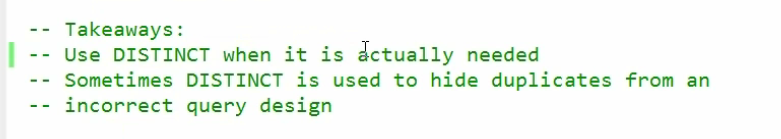 -- Takeaways:
-- Use DISTINCT when it is actually needed
-- Sometimes DISTINCT is used to hide duplicates from an
-- incorrect query design